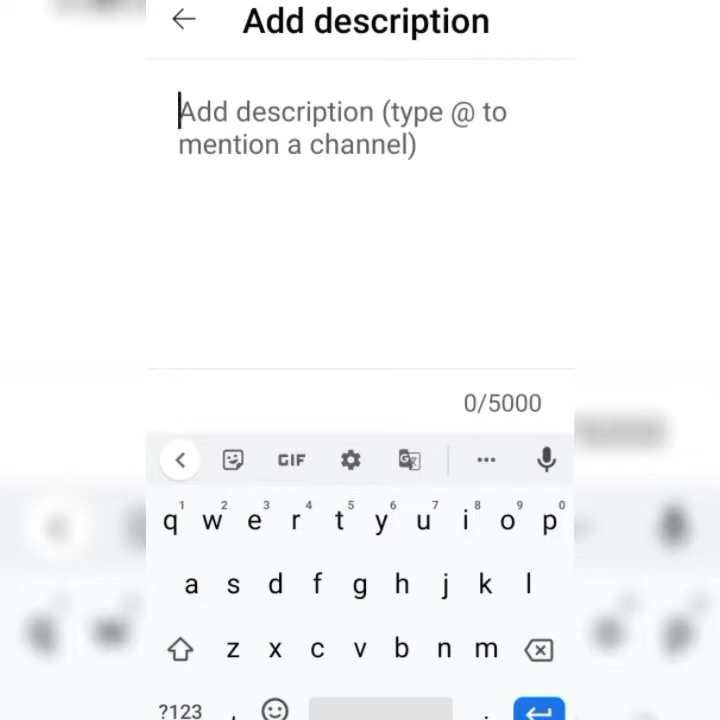 Add description
Add description (type @ to
mention a channel)
0/5000
GIF
1 2 3 4 5 6 7 8 9 0
q w e r t y u i o p
a s d f g h j k l
z x c v b n m
?123 , .